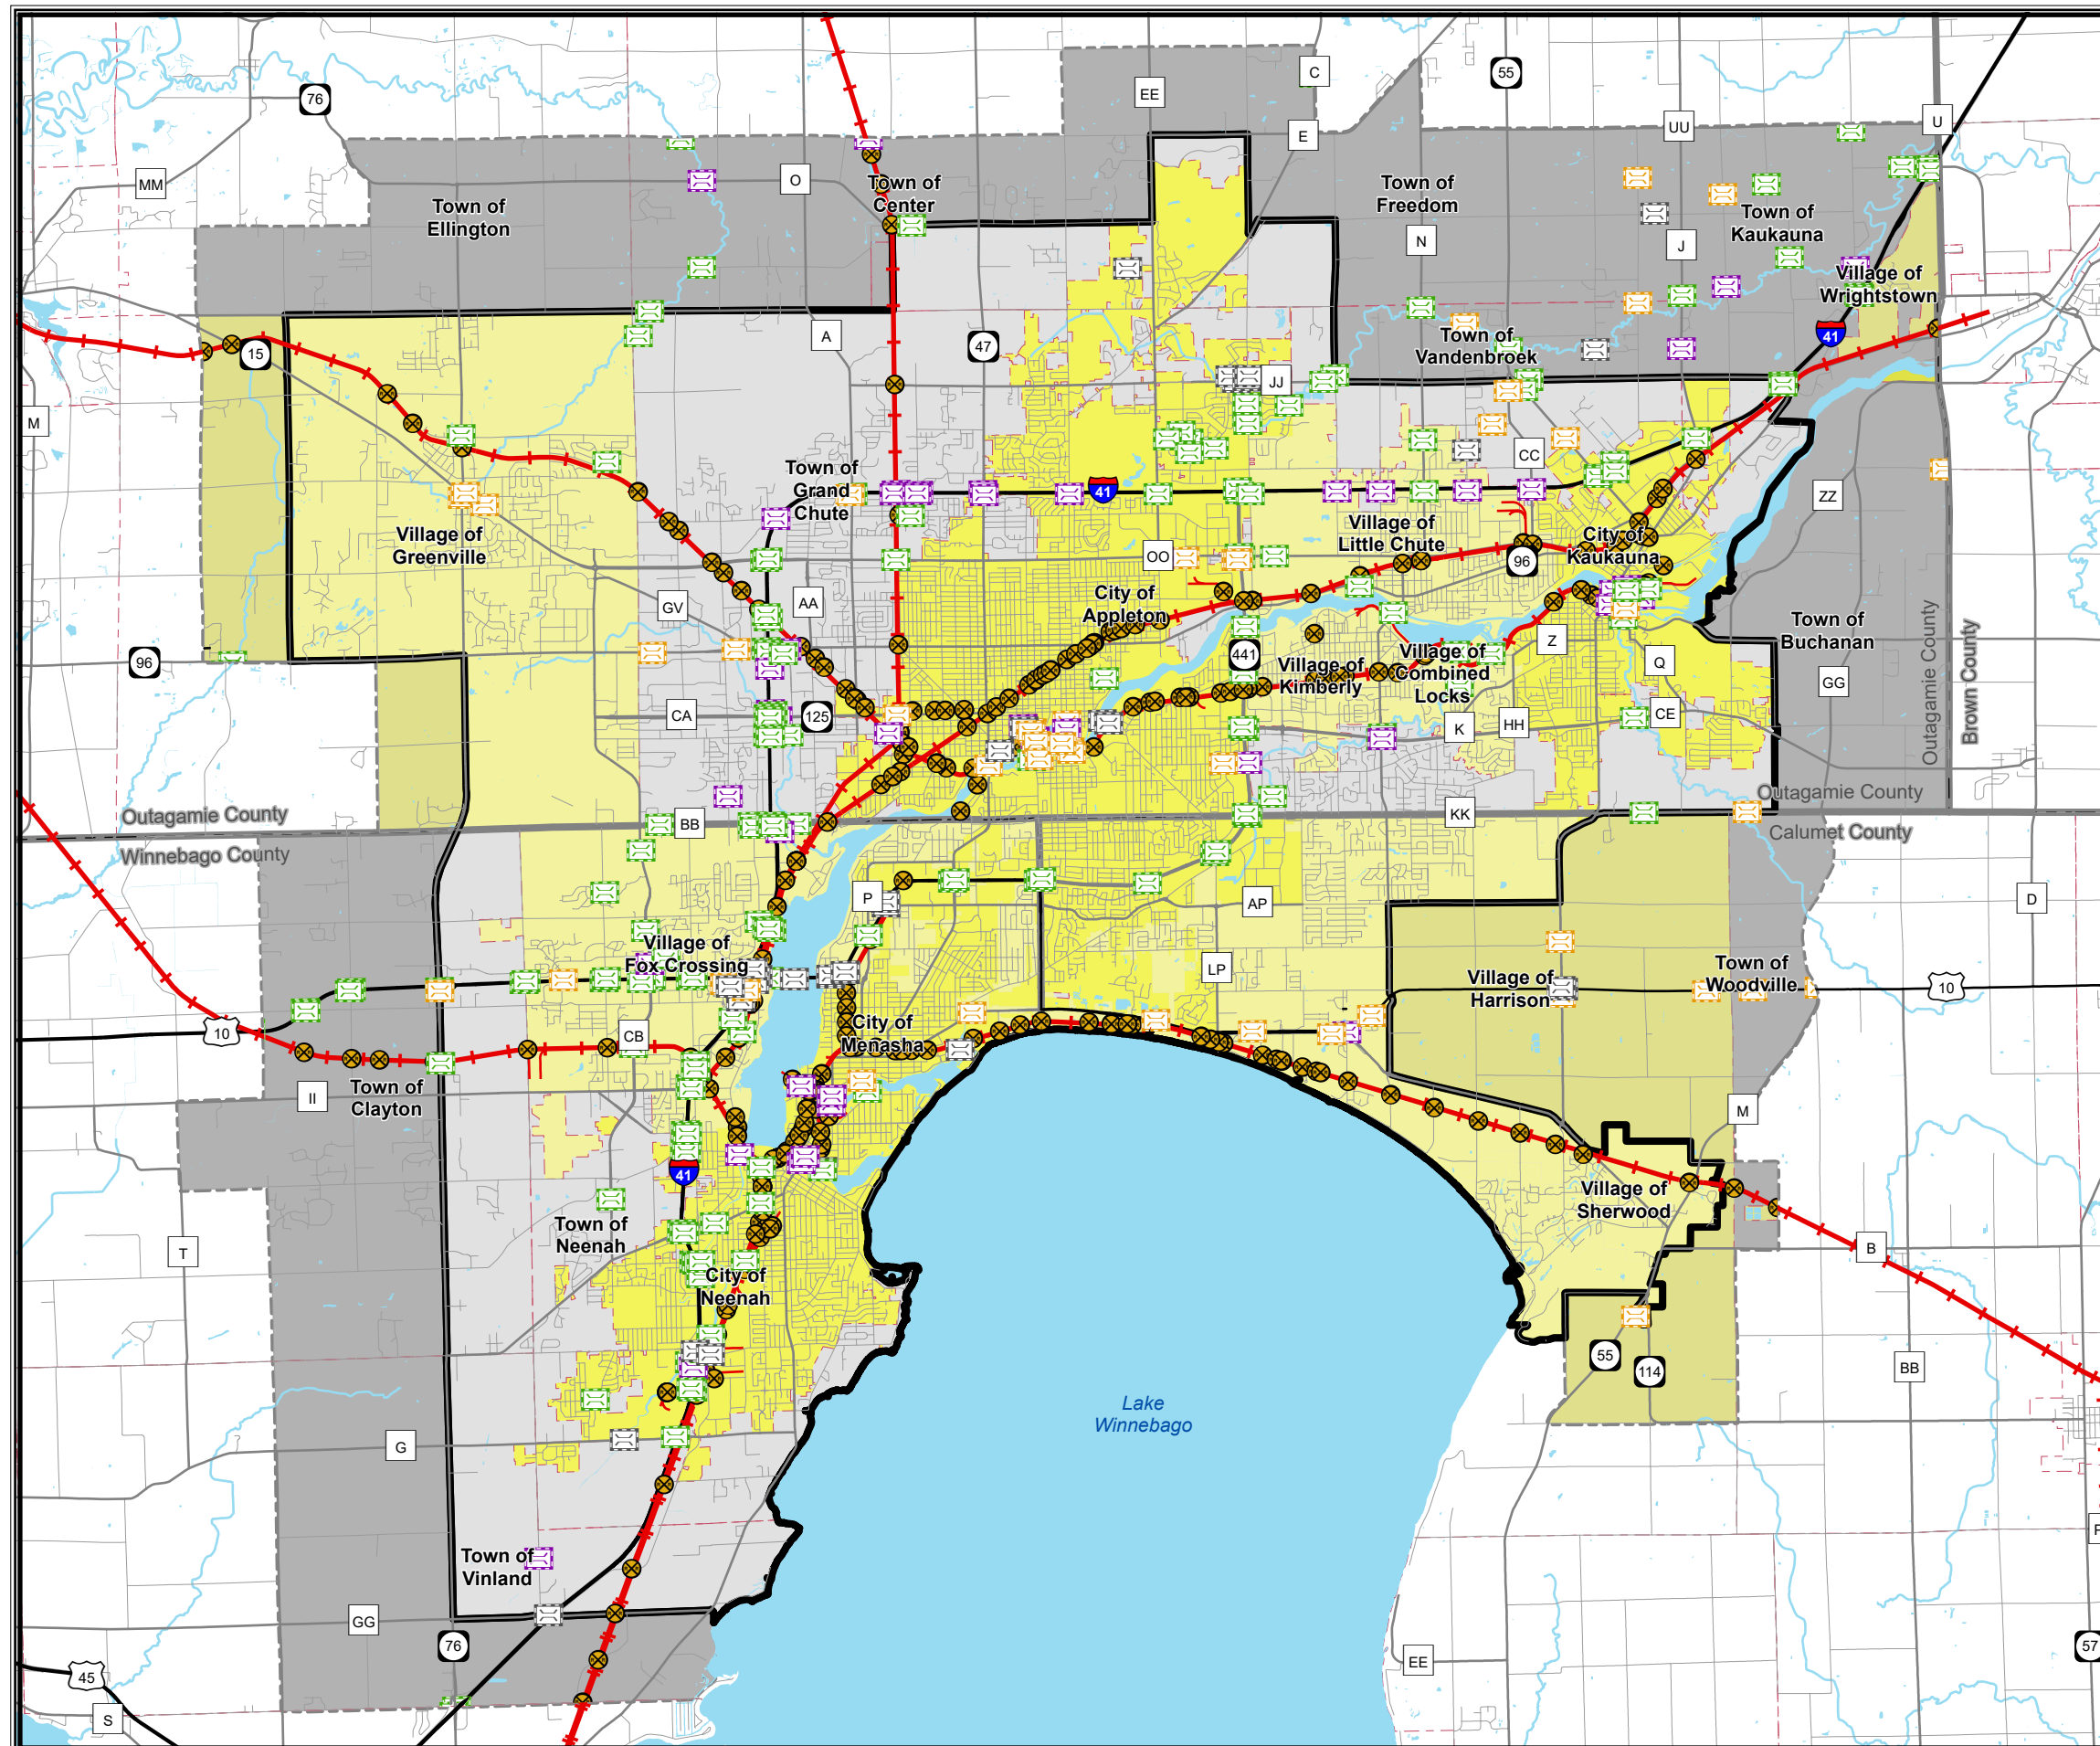 C
55
76
EE
U
UU
E
MM
O
Town of
Center
Town of
Freedom
Town of
Ellington
Town of
Kaukauna
N
J
Village of
Wrightstown
41
A
47
15
Town of
Vandenbroek
JJ
M
CC
Town of
Grand
Chute
41
ZZ
Village of
Greenville
Village of
Little Chute
City of
Kaukauna
OO
96
City of
Appleton
GV
AA
Town of
Buchanan
Outagamie County
Brown County
96
441
Z
Q
Village of
Kimberly
Village of
Combined
Locks
GG
CA
125
K
HH
CE
Outagamie County
Outagamie County
BB
KK
Calumet County
Winnebago County
P
AP
D
Village of
Fox Crossing
LP
Village of
Harrison
Town of
Woodville
10
10
City of
Menasha
CB
Town of
Clayton
II
M
41
Village of
Sherwood
Town of
Neenah
T
B
City of
Neenah
55
114
BB
Lake
Winnebago
G
Town of
Vinland
GG
76
57
EE
45
S